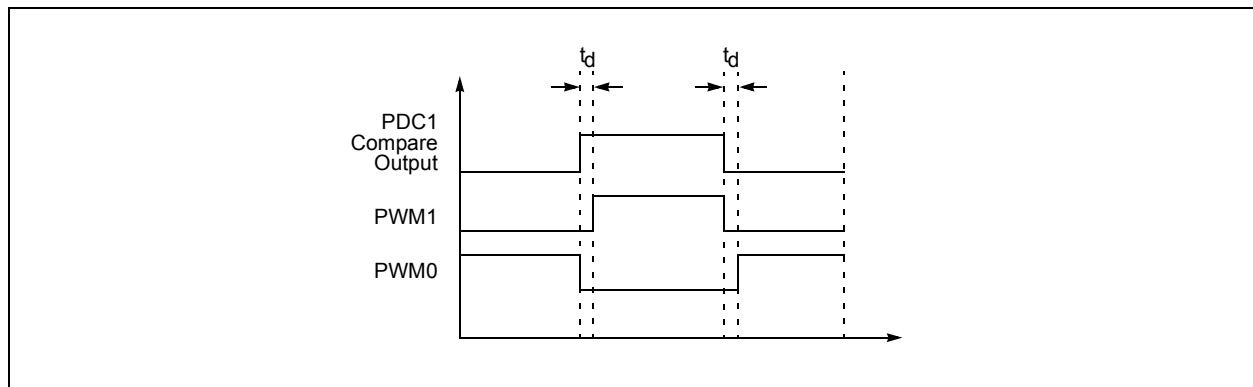 td
td
PDC1
Compare
Output
PWM1
PWM0